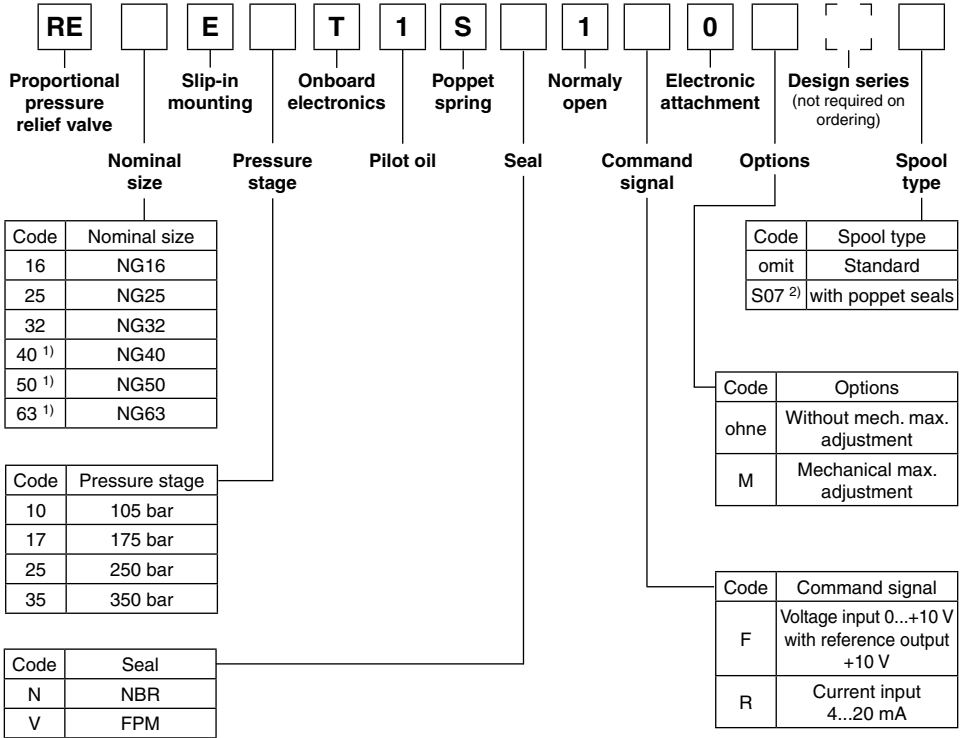 RE E T 1 S 1 0
Proportional
pressure
relief valve
Slip-in
mounting
Onboard
electronics
Poppet
spring
Normaly
open
Electronic
attachment
Design series
(not required on
ordering)
Nominal
size
Pressure
stage
Pilot oil
Seal
Command
signal
Options
Spool
type
Code Nominal size
16 NG16
25 NG25
32 NG32
40 1) NG40
50 1) NG50
63 1) NG63
Code Spool type
omit Standard
S07 2) with poppet seals
Code Options
ohne Without mech. max.
adjustment
M Mechanical max.
adjustment
Code Pressure stage
10 105 bar
17 175 bar
25 250 bar
35 350 bar
Code Command signal
F Voltage input 0...+10 V
with reference output
+10 V
R Current input
4...20 mA
Code Seal
N NBR
V FPM